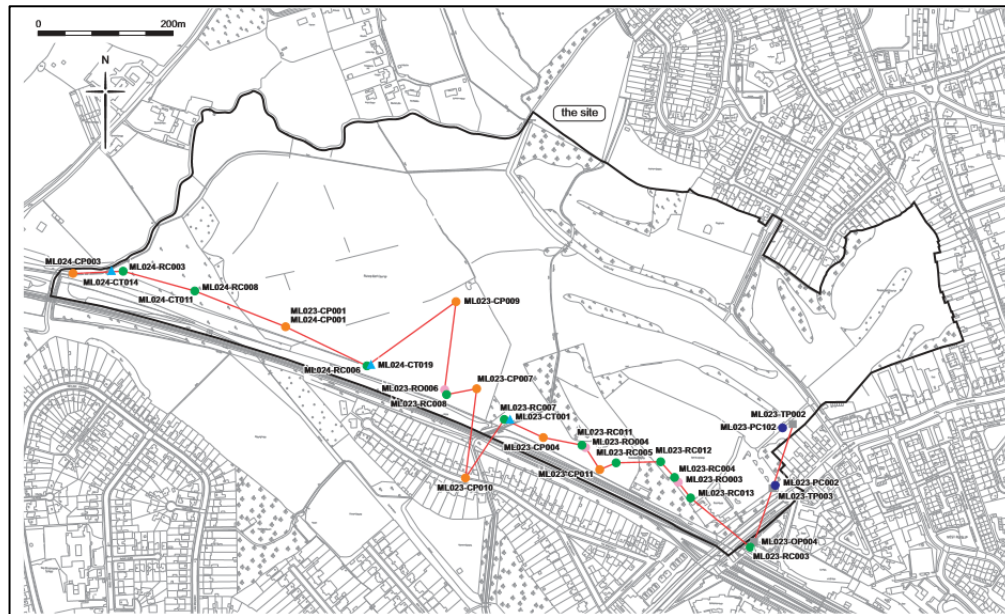 0
200m
N
the site
ML024-CP003
ML024-RC003
ML024-CT014
ML024-RC008
ML024-CT011
ML023-CP001
ML024-CP001
ML023-CP009
ML024-RC006
ML024-CT019
ML023-RO006
ML023-RC008
ML023-CP007
ML023-RC007
ML023-CT001
ML023-CP004
ML023-RC011
ML023-RO004
ML023-RC005
ML023-CP011
ML023-RC012
ML023-RC004
ML023-RO003
ML023-RC013
ML023-CP010
ML023-TP002
ML023-PC102
ML023-PC002
ML023-TP003
ML023-OP004
ML023-RC003